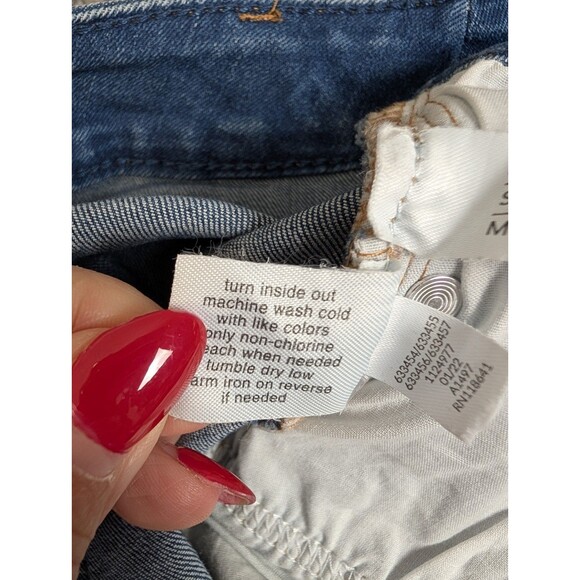 turn inside out
machine wash cold
with like colors
only non-chlorine
each when needed
tumble dry low
arm iron on reverse
if needed
633454/633455
633456/633457
1124977
01/22
A1497
RN118641
S
M